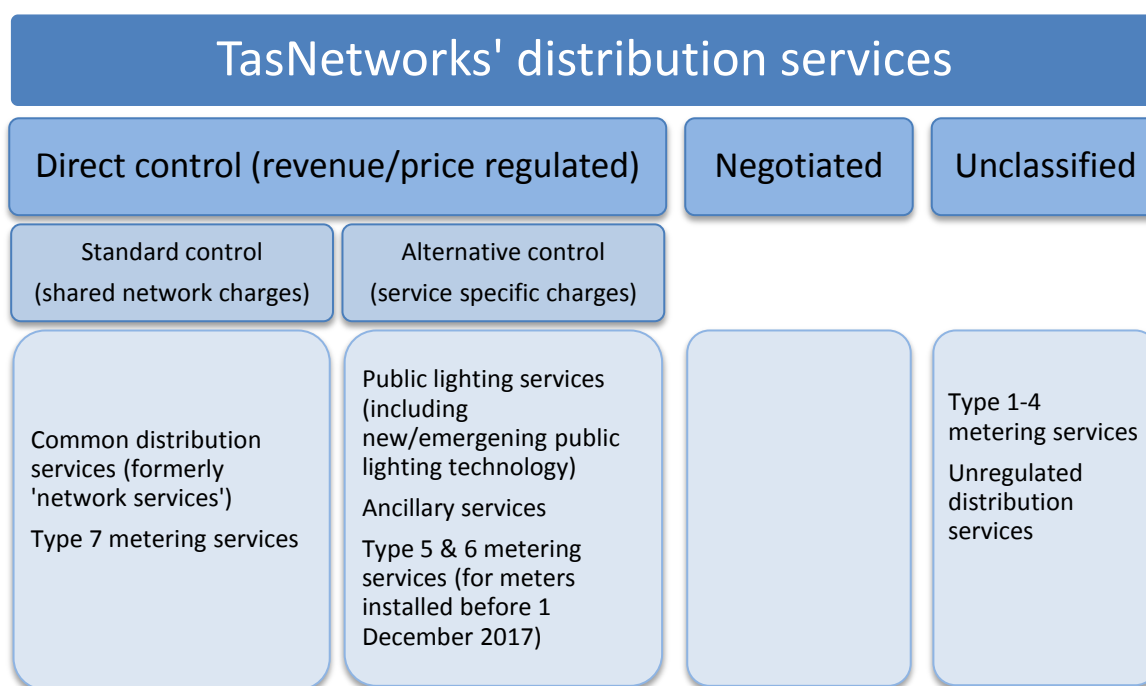 TasNetworks' distribution services
Direct control (revenue/price regulated)
Negotiated
Unclassified
Standard control
(shared network charges)
Alternative control
(service specific charges)
Common distribution
services (formerly
'network services')
Type 7 metering services
Public lighting services
(including
new/emergening public
lighting technology)
Ancillary services
Type 5 & 6 metering
services (for meters
installed before 1
December 2017)
Type 1-4
metering services
Unregulated
distribution
services